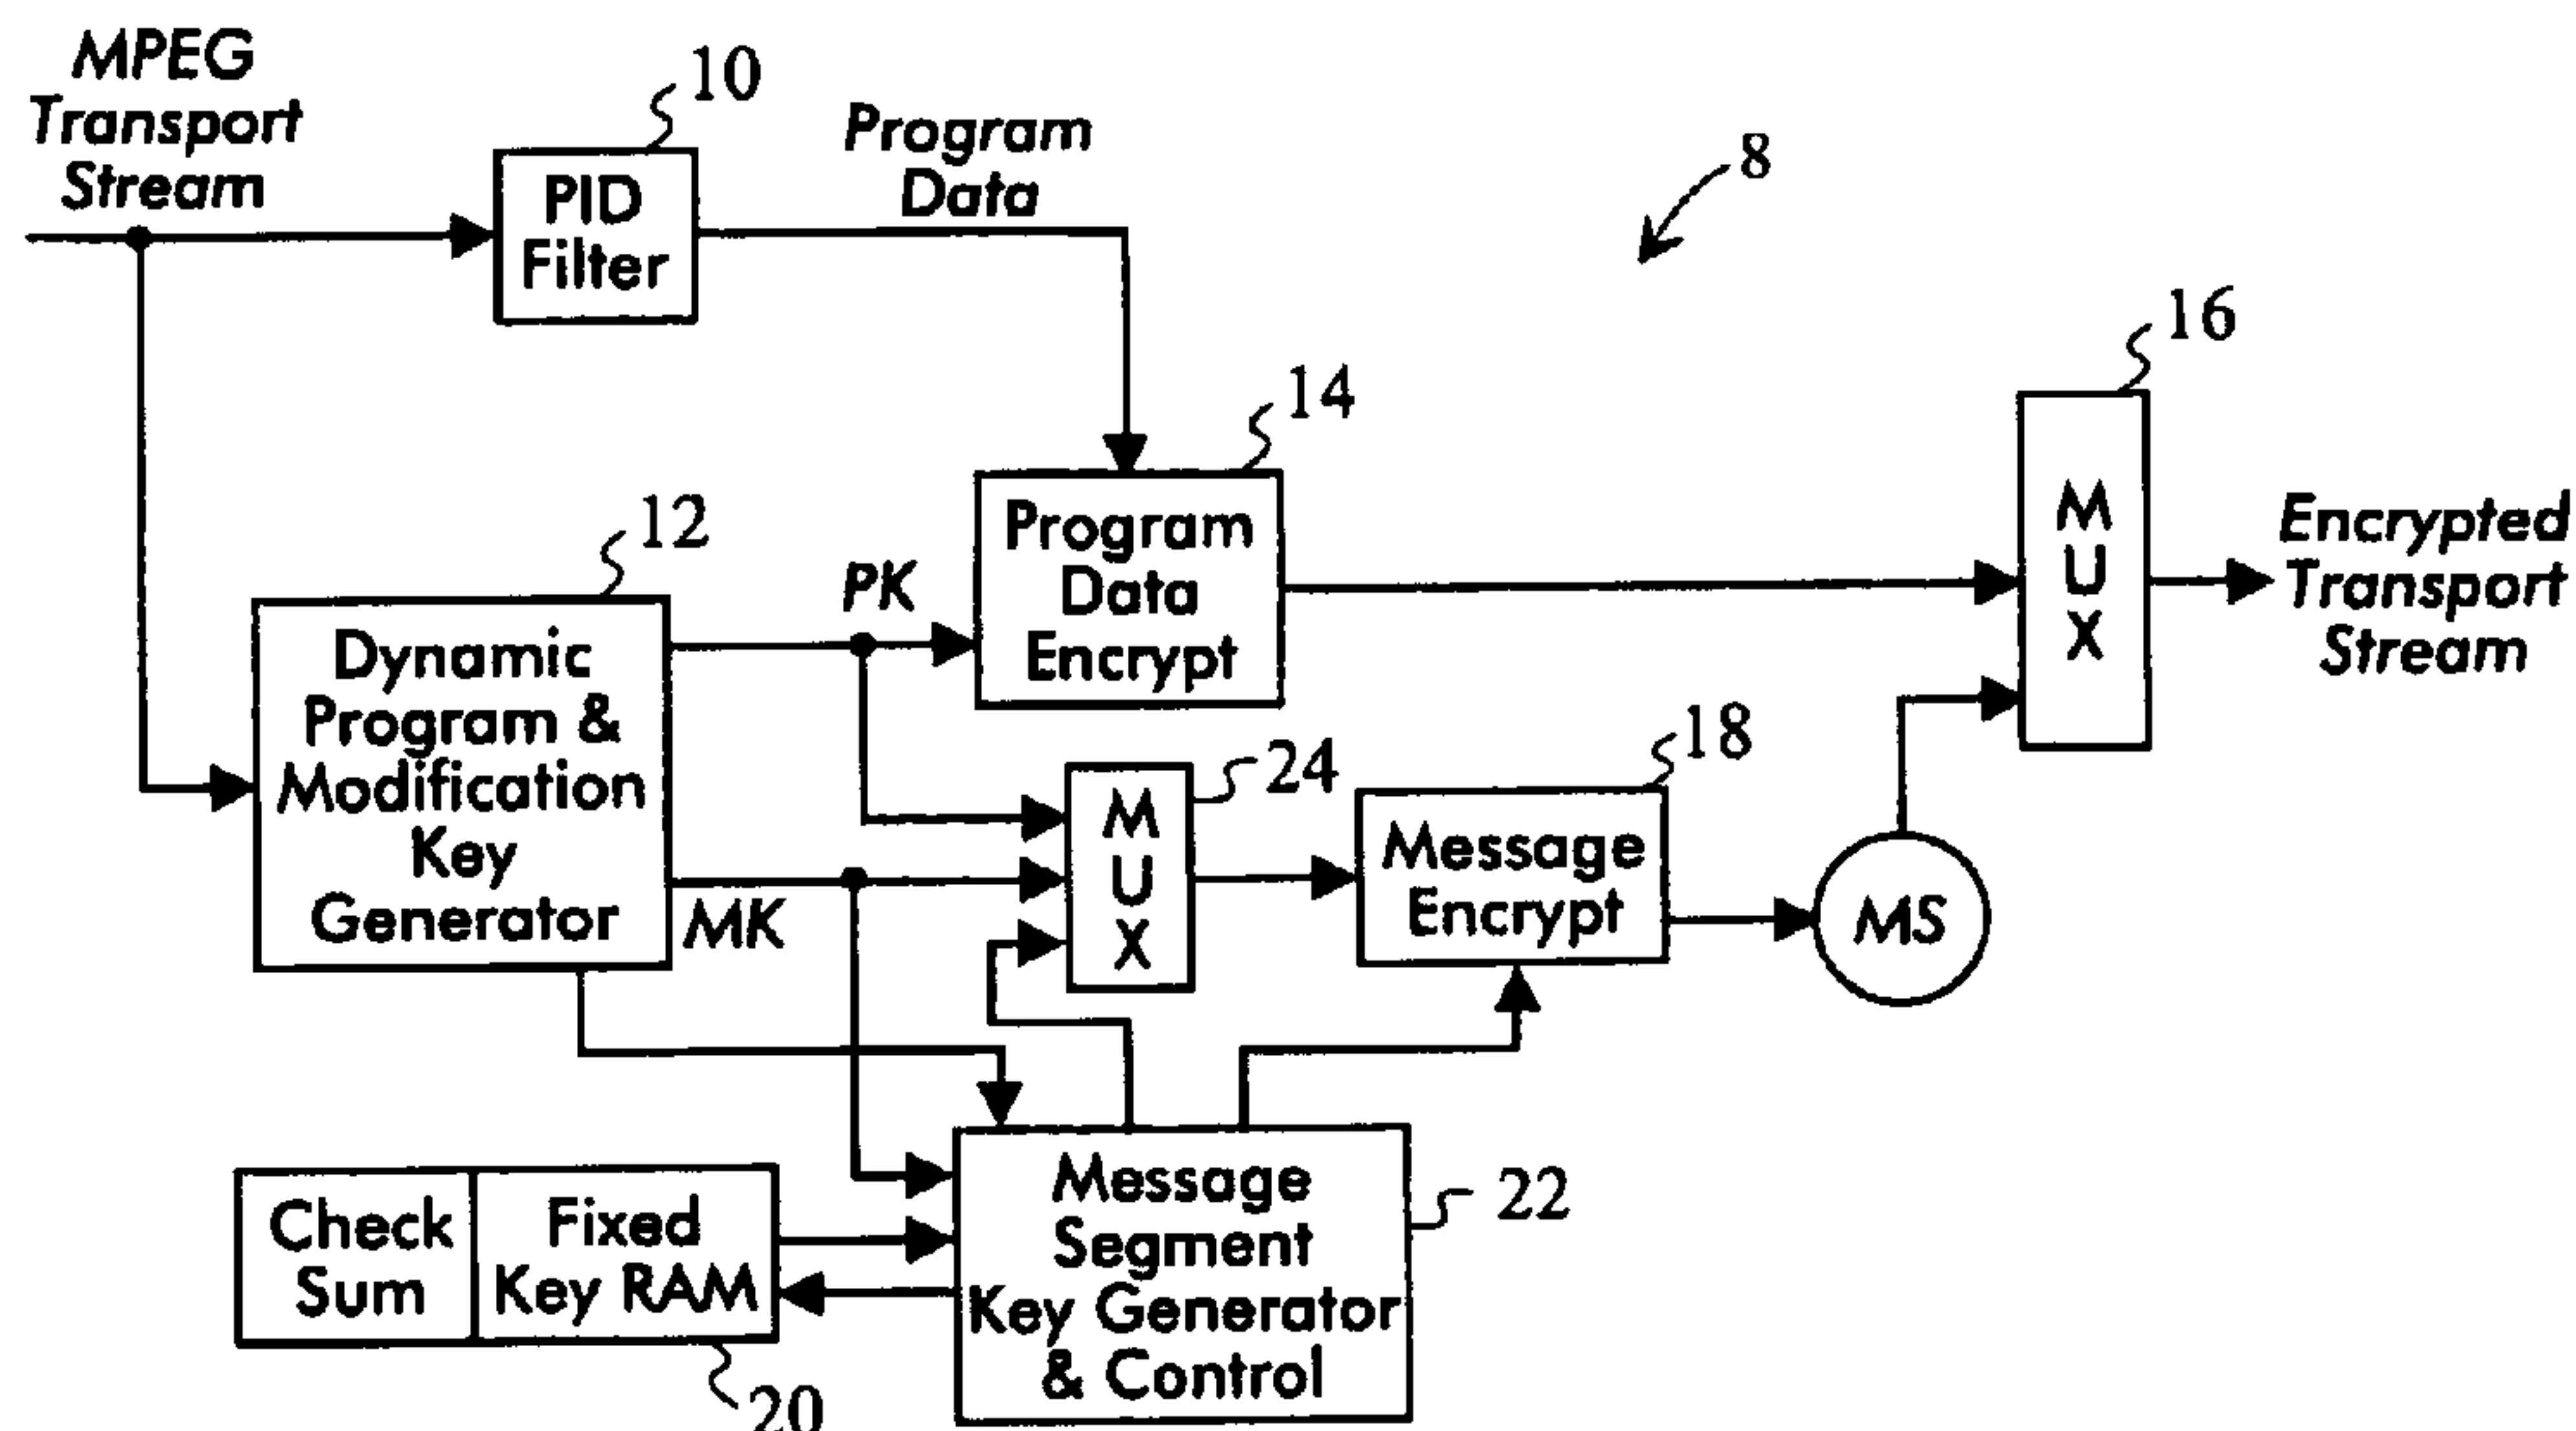 MPEG
Transport
Stream
10
PID
Filter
Program
Data
8
16
14
Program
Data
Encrypt
M
U
X
Encrypted
Transport
Stream
12
PK
Dynamic
Program &
Modification
Key
Generator
MK
24
M
U
X
18
Message
Encrypt
MS
Check
Sum
Fixed
Key RAM
20
Message
Segment
Key Generator
& Control
22